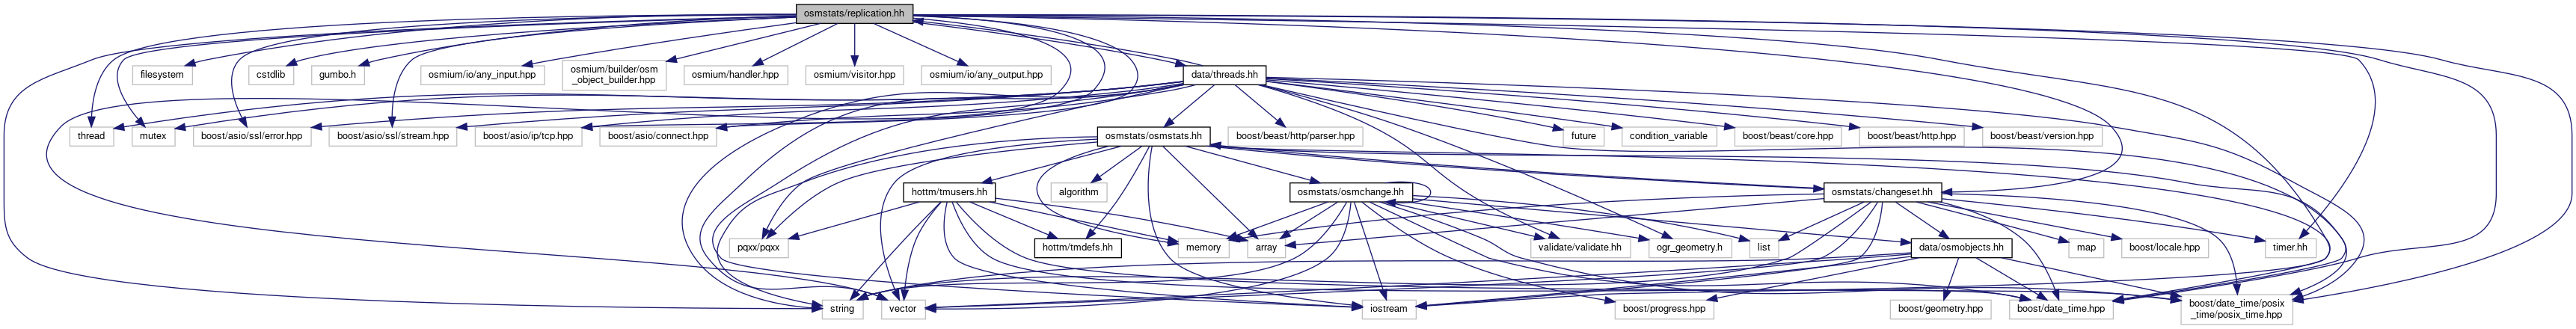 osmstats/replication.hh
filesystem
cstdlib
gumbo.h
osmium/io/any_input.hpp
osmium/builder/osm
_object_builder.hpp
osmium/handler.hpp
osmium/visitor.hpp
osmium/io/any_output.hpp
data/threads.hh
thread
mutex
boost/asio/ssl/error.hpp
boost/asio/ssl/stream.hpp
boost/asio/ip/tcp.hpp
boost/asio/connect.hpp
osmstats/osmstats.hh
boost/beast/http/parser.hpp
future
condition_variable
boost/beast/core.hpp
boost/beast/http.hpp
boost/beast/version.hpp
hottm/tmusers.hh
algorithm
osmstats/osmchange.hh
osmstats/changeset.hh
pqxx/pqxx
hottm/tmdefs.hh
memory
array
validate/validate.hh
ogr_geometry.h
list
data/osmobjects.hh
map
boost/locale.hpp
timer.hh
string
vector
iostream
boost/progress.hpp
boost/geometry.hpp
boost/date_time.hpp
boost/date_time/posix
_time/posix_time.hpp